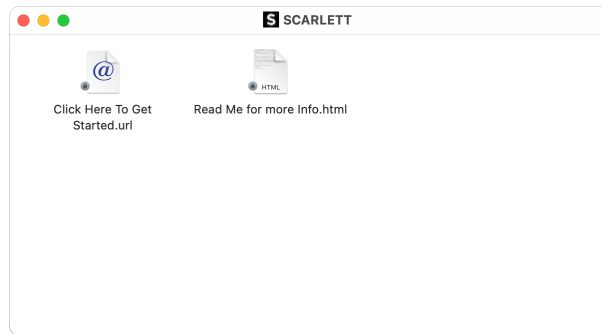 S SCARLETT
@
HTML
Click Here To Get
Started.url
Read Me for more Info.html